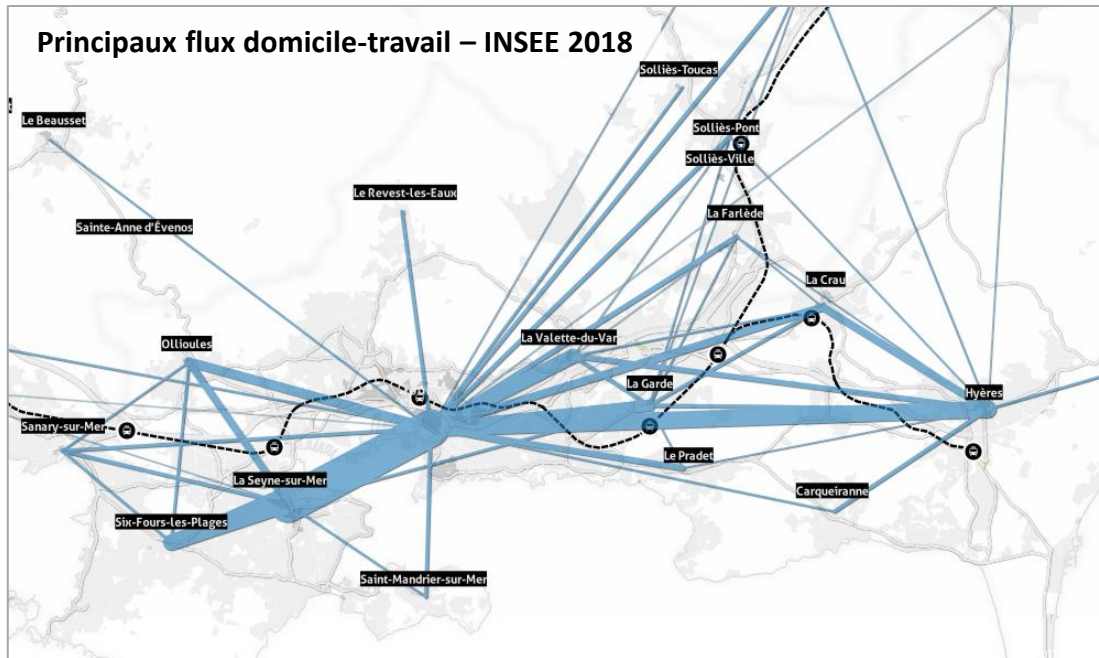 Principaux flux domicile-travail – INSEE 2018
Solliès-Toucas
Le Beausset
Solliès-Pont
Solliès-Ville
Le Revest-les-Eaux
La Farlède
Sainte-Anne d'Évenos
La Crau
Ollioules
La Valette-du-Var
La Garde
Hyères
Sanary-sur-Mer
Le Pradet
La Seyne-sur-Mer
Carqueiranne
Six-Fours-les-Plages
Saint-Mandrier-sur-Mer